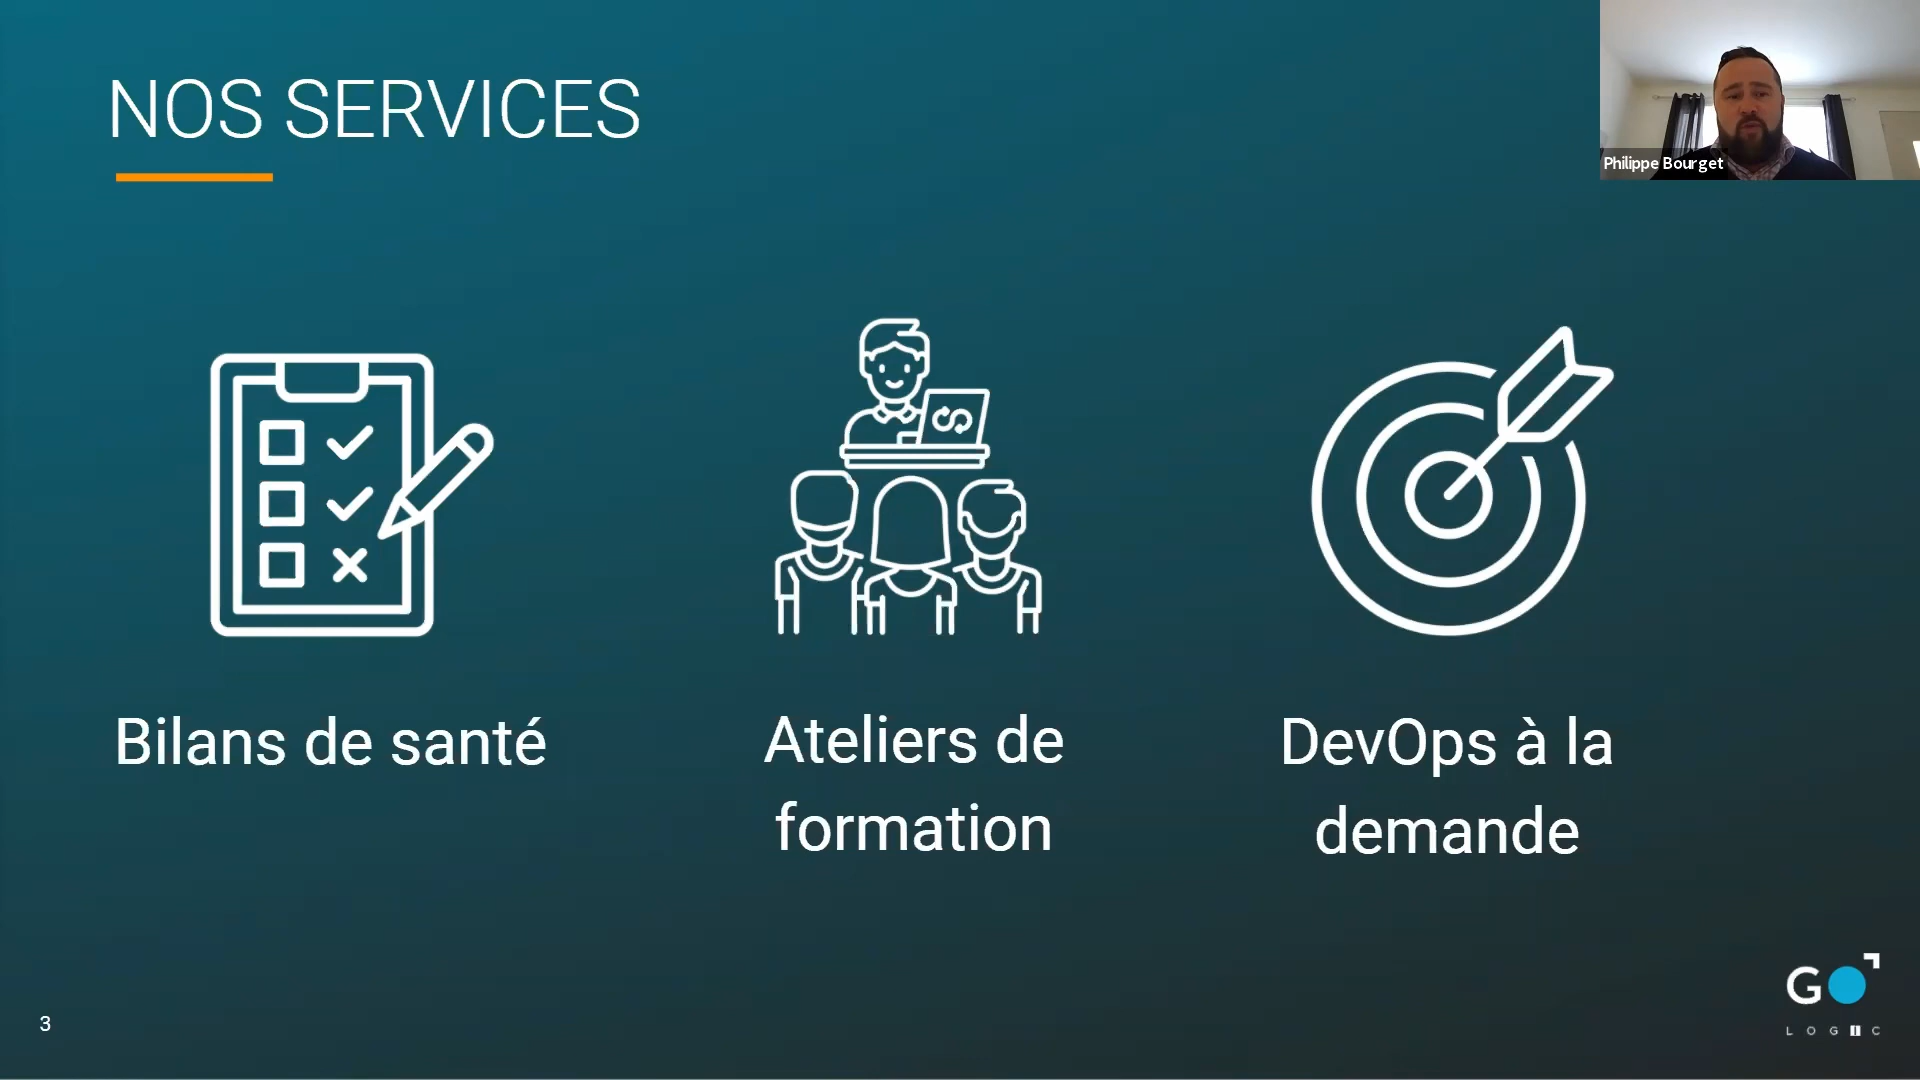 NOS SERVICES
Philippe Bourget
Bilans de santé
Ateliers de
formation
DevOps à la
demande
3
GO
LOGIC